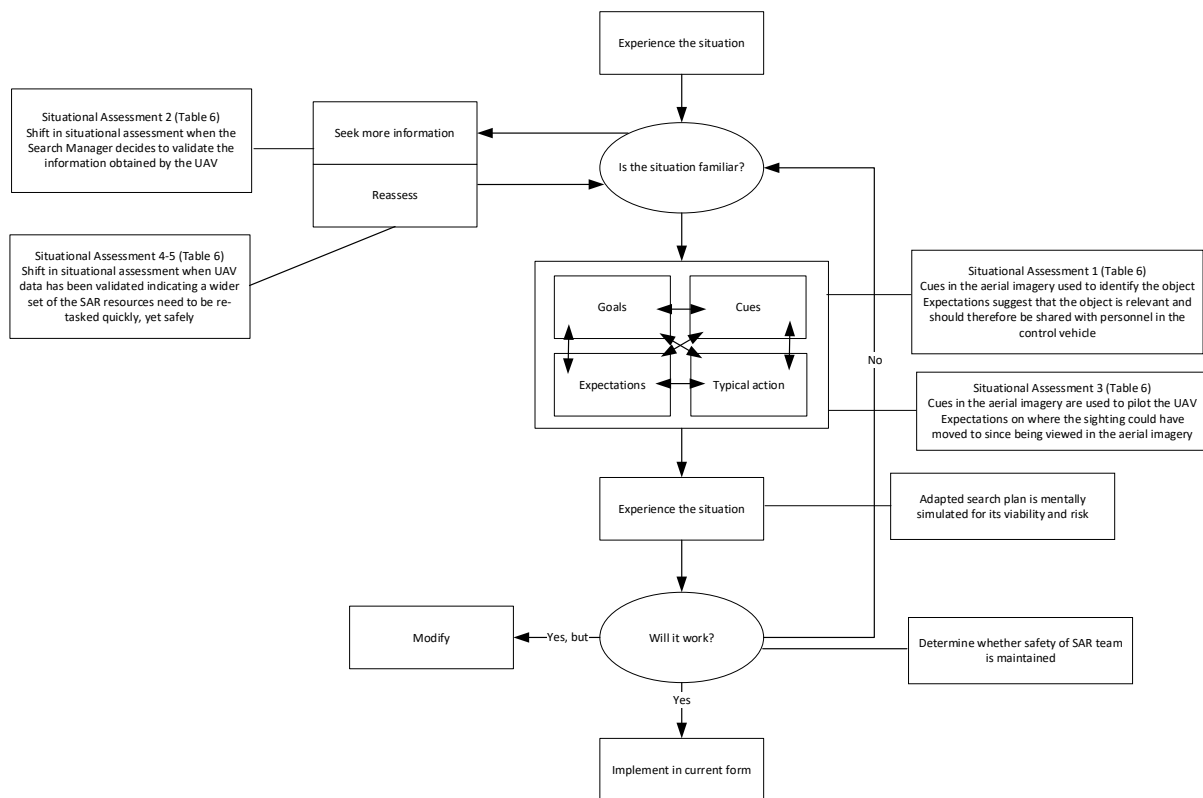 Experience the situation
Situational Assessment 2 (Table 6)
Shift in situational assessment when the
Search Manager decides to validate the
information obtained by the UAV
Seek more information
Is the situation familiar?
Reassess
Situational Assessment 4-5 (Table 6)
Shift in situational assessment when UAV
data has been validated indicating a wider
set of the SAR resources need to be re-
tasked quickly, yet safely
Goals
Cues
Expectations
Typical action
Situational Assessment 1 (Table 6)
Cues in the aerial imagery used to identify the object
Expectations suggest that the object is relevant and
should therefore be shared with personnel in the
control vehicle
No
Situational Assessment 3 (Table 6)
Cues in the aerial imagery are used to pilot the UAV
Expectations on where the sighting could have
moved to since being viewed in the aerial imagery
Experience the situation
Adapted search plan is mentally
simulated for its viability and risk
Modify
Yes, but
Will it work?
Determine whether safety of SAR team
is maintained
Yes
Implement in current form